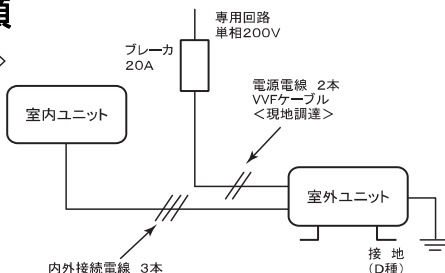 専用回路
単相200V
ブレーカ
20A
電源電線 2本
VVFケーブル
<現地調達>
室内ユニット
室外ユニット
接 地
(D種)
内外接続電線 3本